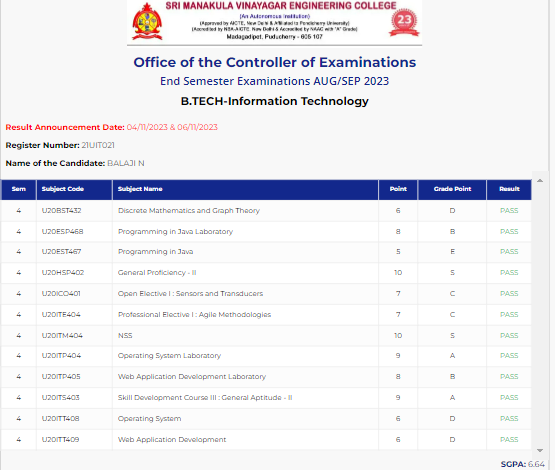 SRI MANAKULA VINAYAGAR ENGINEERING COLLEGE
(An Autonomous Institution)
(Approved by AICTE, New Delhi & Affiliated to Pondicherry University)
(Accredited by NBA-AICTE, New Delhi & Accredited by NAAC with "A" Grade)
Madagadipet, Puducherry - 605 107
23
Office of the Controller of Examinations
End Semester Examinations AUG/SEP 2023
B.TECH-Information Technology
Result Announcement Date: 04/11/2023 & 06/11/2023
Register Number: 21UIT021
Name of the Candidate: BALAJI N
Sem Subject Code Subject Name Point Grade Point Result
4 U20BST432 Discrete Mathematics and Graph Theory 6 D PASS
4 U20ESP468 Programming in Java Laboratory 8 B PASS
4 U20EST467 Programming in Java 5 E PASS
4 U20HSP402 General Proficiency - II 10 S PASS
4 U20ICO401 Open Elective I : Sensors and Transducers 7 C PASS
4 U20ITE404 Professional Elective I : Agile Methodologies 7 C PASS
4 U20ITM404 NSS 10 S PASS
4 U20ITP404 Operating System Laboratory 9 A PASS
4 U20ITP405 Web Application Development Laboratory 8 B PASS
4 U20ITS403 Skill Development Course III : General Aptitude - II 9 A PASS
4 U20ITT408 Operating System 6 D PASS
4 U20ITT409 Web Application Development 6 D PASS
SGPA: 6.64